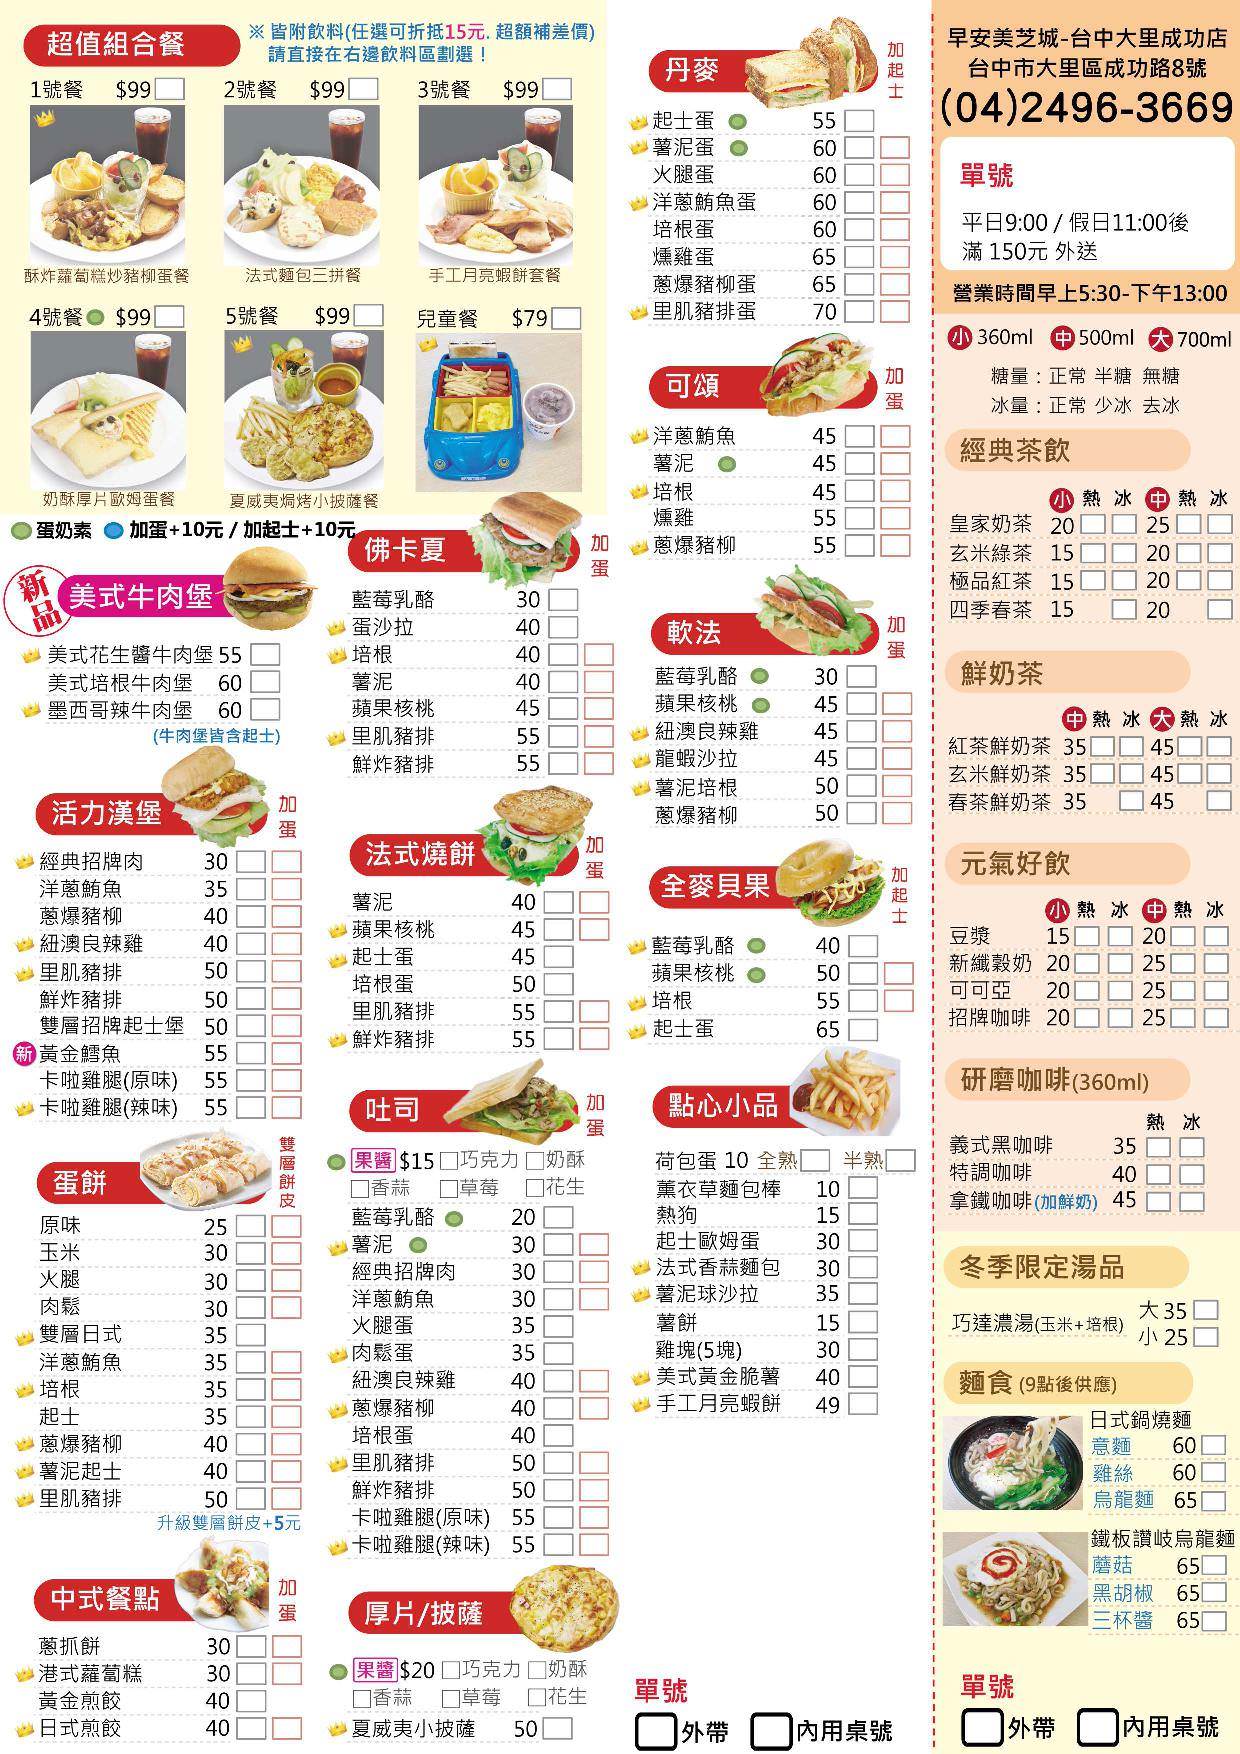 超值組合餐
※ 皆附飲料(任選可折抵15元. 超額補差價)
請直接在右邊飲料區劃選！
1號餐 $99
2號餐 $99
3號餐 $99
酥炸蘿蔔糕炒豬柳蛋餐
法式麵包三拼餐
手工月亮蝦餅套餐
4號餐 $99
5號餐 $99
兒童餐 $79
奶酥厚片歐姆蛋餐
夏威夷焗烤小披薩餐
蛋奶素 加蛋+10元 / 加起士+10元
新品
美式牛肉堡
美式花生醬牛肉堡 55
美式培根牛肉堡 60
墨西哥辣牛肉堡 60
(牛肉堡皆含起士)
活力漢堡
加蛋
經典招牌肉 30
洋蔥鮪魚 35
蔥爆豬柳 40
紐澳良辣雞 40
里肌豬排 50
鮮炸豬排 50
雙層招牌起士堡 50
新 黃金鱈魚 55
卡啦雞腿(原味) 55
卡啦雞腿(辣味) 55
蛋餅
雙層餅皮
原味 25
玉米 30
火腿 30
肉鬆 30
雙層日式 35
洋蔥鮪魚 35
培根 35
起士 35
蔥爆豬柳 40
薯泥起士 40
里肌豬排 50
升級雙層餅皮+5元
中式餐點
加蛋
蔥抓餅 30
港式蘿蔔糕 30
黃金煎餃 40
日式煎餃 40
佛卡夏
加蛋
藍莓乳酪 30
蛋沙拉 40
培根 40
薯泥 40
蘋果核桃 45
里肌豬排 55
鮮炸豬排 55
法式燒餅
加蛋
薯泥 40
蘋果核桃 45
起士蛋 45
培根蛋 50
里肌豬排 55
鮮炸豬排 55
吐司
加蛋
果醬 $15 巧克力 奶酥
香蒜 草莓 花生
藍莓乳酪 20
薯泥 30
經典招牌肉 30
洋蔥鮪魚 30
火腿蛋 35
肉鬆蛋 35
紐澳良辣雞 40
蔥爆豬柳 40
培根蛋 40
里肌豬排 50
鮮炸豬排 50
卡啦雞腿(原味) 55
卡啦雞腿(辣味) 55
厚片/披薩
果醬 $20 巧克力 奶酥
香蒜 草莓 花生
夏威夷小披薩 50
丹麥
加起士
起士蛋 55
薯泥蛋 60
火腿蛋 60
洋蔥鮪魚蛋 60
培根蛋 60
燻雞蛋 65
蔥爆豬柳蛋 65
里肌豬排蛋 70
可頌
加蛋
洋蔥鮪魚 45
薯泥 45
培根 45
燻雞 55
蔥爆豬柳 55
軟法
加蛋
藍莓乳酪 30
蘋果核桃 45
紐澳良辣雞 45
龍蝦沙拉 45
薯泥培根 50
蔥爆豬柳 50
全麥貝果
加起士
藍莓乳酪 40
蘋果核桃 50
培根 55
起士蛋 65
點心小品
荷包蛋 10 全熟 半熟
薰衣草麵包棒 10
熱狗 15
起士歐姆蛋 30
法式香蒜麵包 30
薯泥球沙拉 35
薯餅 15
雞塊(5塊) 30
美式黃金脆薯 40
手工月亮蝦餅 49
單號
外帶 內用桌號
早安美芝城-台中大里成功店
台中市大里區成功路8號
(04)2496-3669
單號
平日9:00 / 假日11:00後
滿 150元 外送
營業時間早上5:30-下午13:00
小 360ml 中 500ml 大 700ml
糖量：正常 半糖 無糖
冰量：正常 少冰 去冰
經典茶飲
小 熱 冰 中 熱 冰
皇家奶茶 20 25
玄米綠茶 15 20
極品紅茶 15 20
四季春茶 15 20
鮮奶茶
中 熱 冰 大 熱 冰
紅茶鮮奶茶 35 45
玄米鮮奶茶 35 45
春茶鮮奶茶 35 45
元氣好飲
小 熱 冰 中 熱 冰
豆漿 15 20
新纖穀奶 20 25
可可亞 20 25
招牌咖啡 20 25
研磨咖啡(360ml)
熱 冰
義式黑咖啡 35
特調咖啡 40
拿鐵咖啡(加鮮奶) 45
冬季限定湯品
巧達濃湯(玉米+培根) 大 35
小 25
麵食 (9點後供應)
日式鍋燒麵
意麵 60
雞絲 60
烏龍麵 65
鐵板讚岐烏龍麵
蘑菇 65
黑胡椒 65
三杯醬 65
單號
外帶 內用桌號